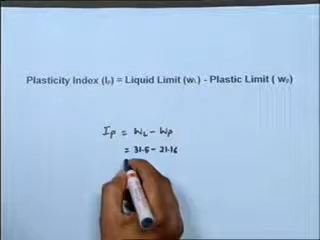 Plasticity Index (Iₚ) = Liquid Limit (wL) - Plastic Limit ( wₚ)
Iₚ = wL - wₚ
= 31.5 - 21.16